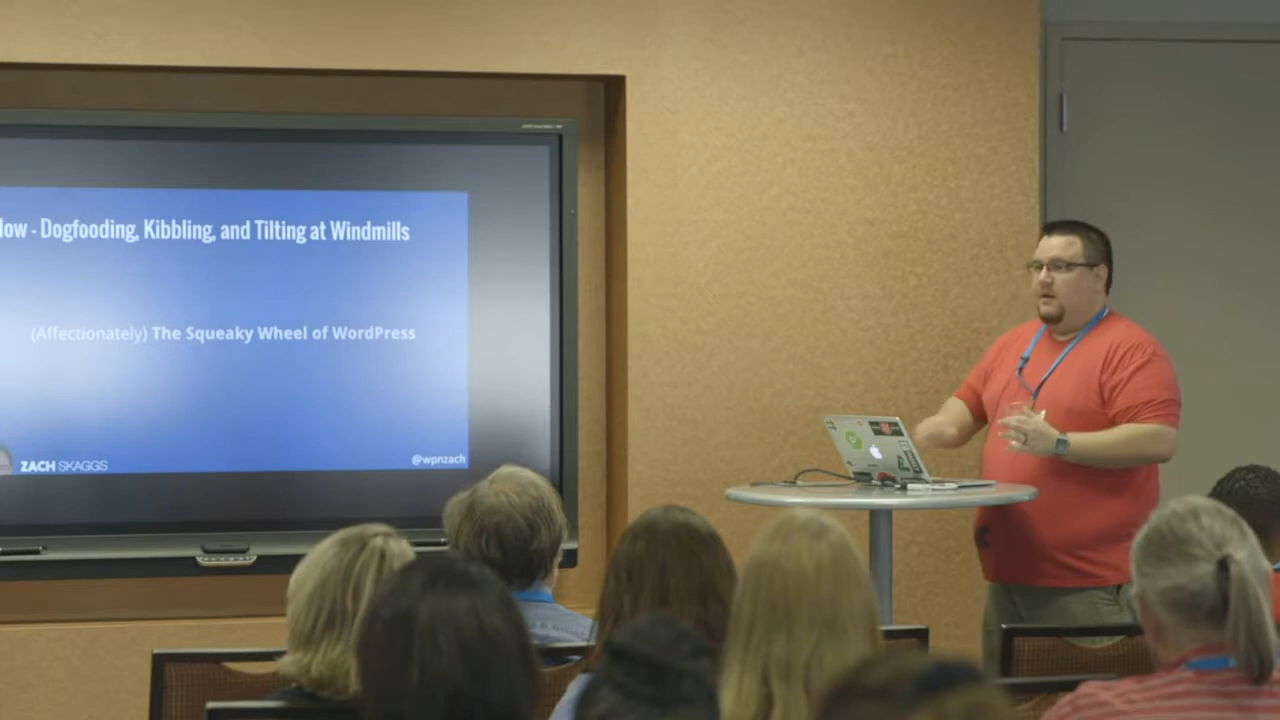 low - Dogfooding, Kibbling, and Tilting at Windmills
(Affectionately) The Squeaky Wheel of WordPress
ZACH SKAGGS
@wpnzach